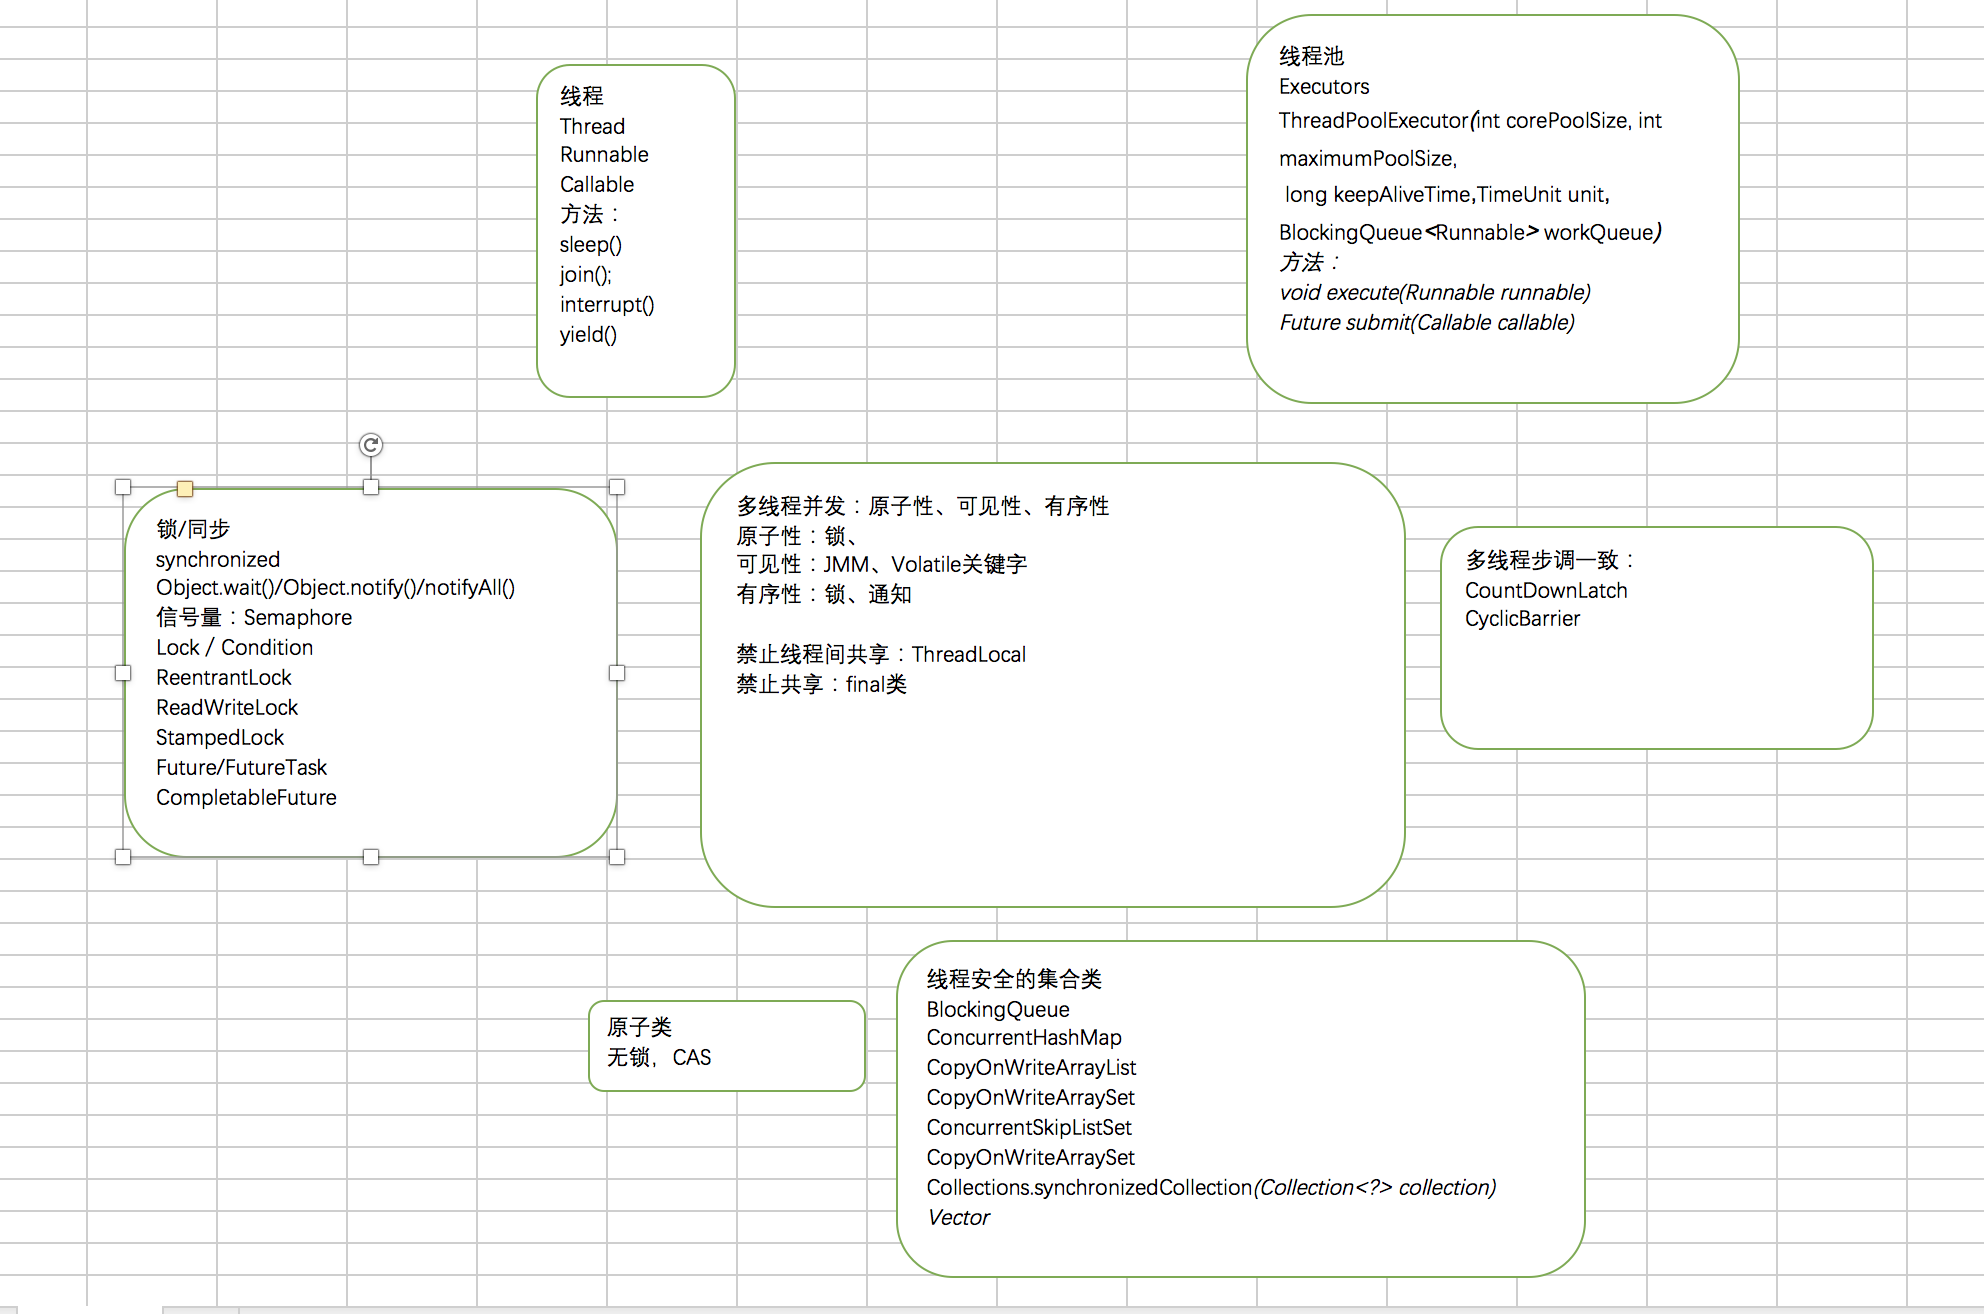 线程
Thread
Runnable
Callable
方法：
sleep()
join();
interrupt()
yield()
线程池
Executors
ThreadPoolExecutor(int corePoolSize, int
maximumPoolSize,
long keepAliveTime,TimeUnit unit,
BlockingQueue<Runnable> workQueue)
方法：
void execute(Runnable runnable)
Future submit(Callable callable)
锁/同步
synchronized
Object.wait()/Object.notify()/notifyAll()
信号量：Semaphore
Lock / Condition
ReentrantLock
ReadWriteLock
StampedLock
Future/FutureTask
CompletableFuture
多线程并发：原子性、可见性、有序性
原子性：锁、
可见性：JMM、Volatile关键字
有序性：锁、通知
禁止线程间共享：ThreadLocal
禁止共享：final类
多线程步调一致：
CountDownLatch
CyclicBarrier
原子类
无锁，CAS
线程安全的集合类
BlockingQueue
ConcurrentHashMap
CopyOnWriteArrayList
CopyOnWriteArraySet
ConcurrentSkipListSet
CopyOnWriteArraySet
Collections.synchronizedCollection(Collection<?> collection)
Vector